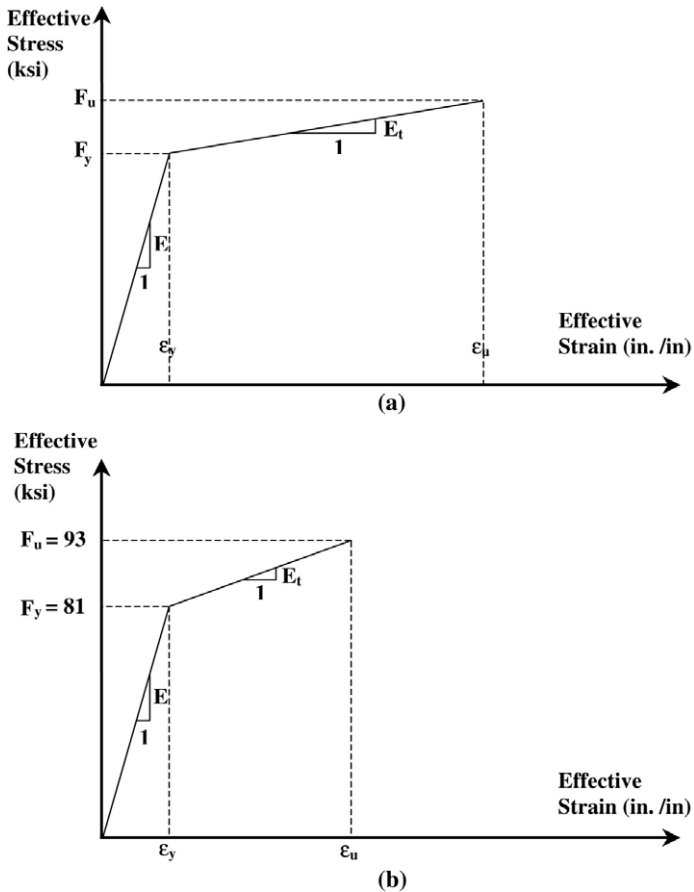 Effective
Stress
(ksi)
Fu
Fy
Et
1
E
1
εy
εu
Effective
Strain (in. /in)
(a)
Effective
Stress
(ksi)
Fu = 93
Et
1
Fy = 81
E
1
Effective
Strain (in. /in)
εy
εu
(b)